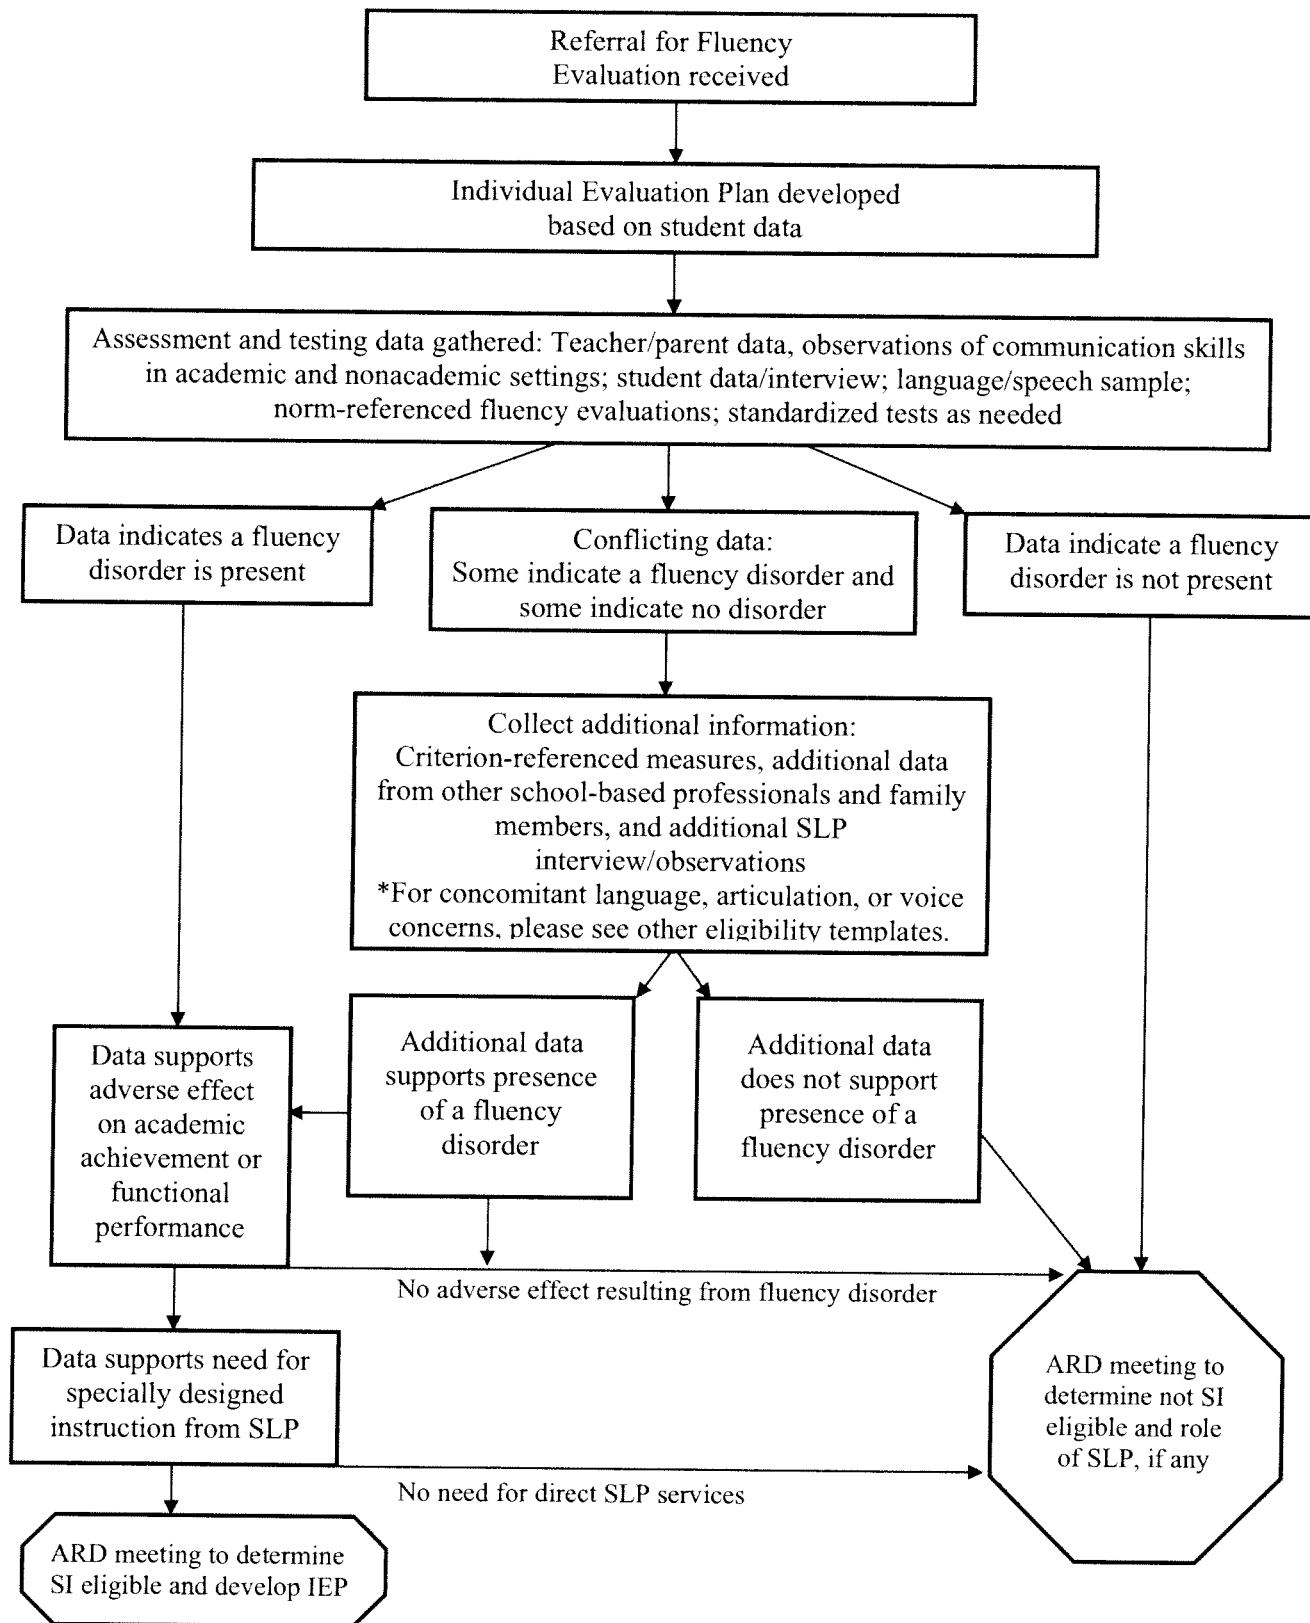 Referral for Fluency
Evaluation received
Individual Evaluation Plan developed
based on student data
Assessment and testing data gathered: Teacher/parent data, observations of communication skills
in academic and nonacademic settings; student data/interview; language/speech sample;
norm-referenced fluency evaluations; standardized tests as needed
Data indicates a fluency
disorder is present
Conflicting data:
Some indicate a fluency disorder and
some indicate no disorder
Data indicate a fluency
disorder is not present
Collect additional information:
Criterion-referenced measures, additional data
from other school-based professionals and family
members, and additional SLP
interview/observations
*For concomitant language, articulation, or voice
concerns, please see other eligibility templates.
Data supports
adverse effect
on academic
achievement or
functional
performance
Additional data
supports presence
of a fluency
disorder
Additional data
does not support
presence of a
fluency disorder
No adverse effect resulting from fluency disorder
Data supports need for
specially designed
instruction from SLP
ARD meeting to
determine not SI
eligible and role
of SLP, if any
No need for direct SLP services
ARD meeting to determine
SI eligible and develop IEP